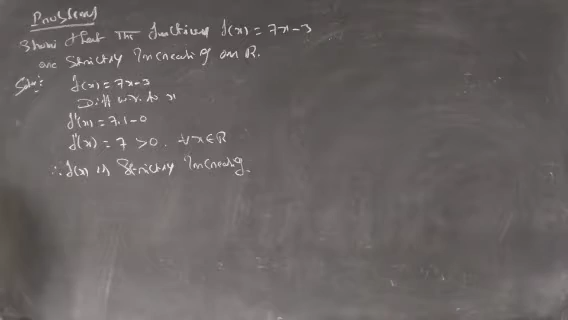 Problem
Show that the function f(x) = 7x-3
are strictly Increasing on R.
Soln: f(x) = 7x-3
Diff w.r. to x
f'(x) = 7.1-0
f'(x) = 7 >0. ∀x∈R
∴ f(x) is Strictly Increasing.